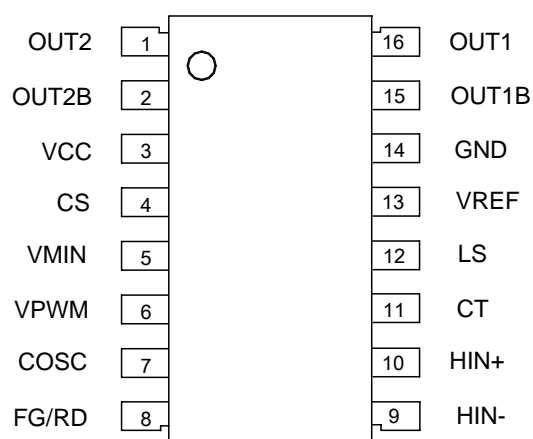 OUT2 1 16 OUT1
OUT2B 2 15 OUT1B
VCC 3 14 GND
CS 4 13 VREF
VMIN 5 12 LS
VPWM 6 11 CT
COSC 7 10 HIN+
FG/RD 8 9 HIN-